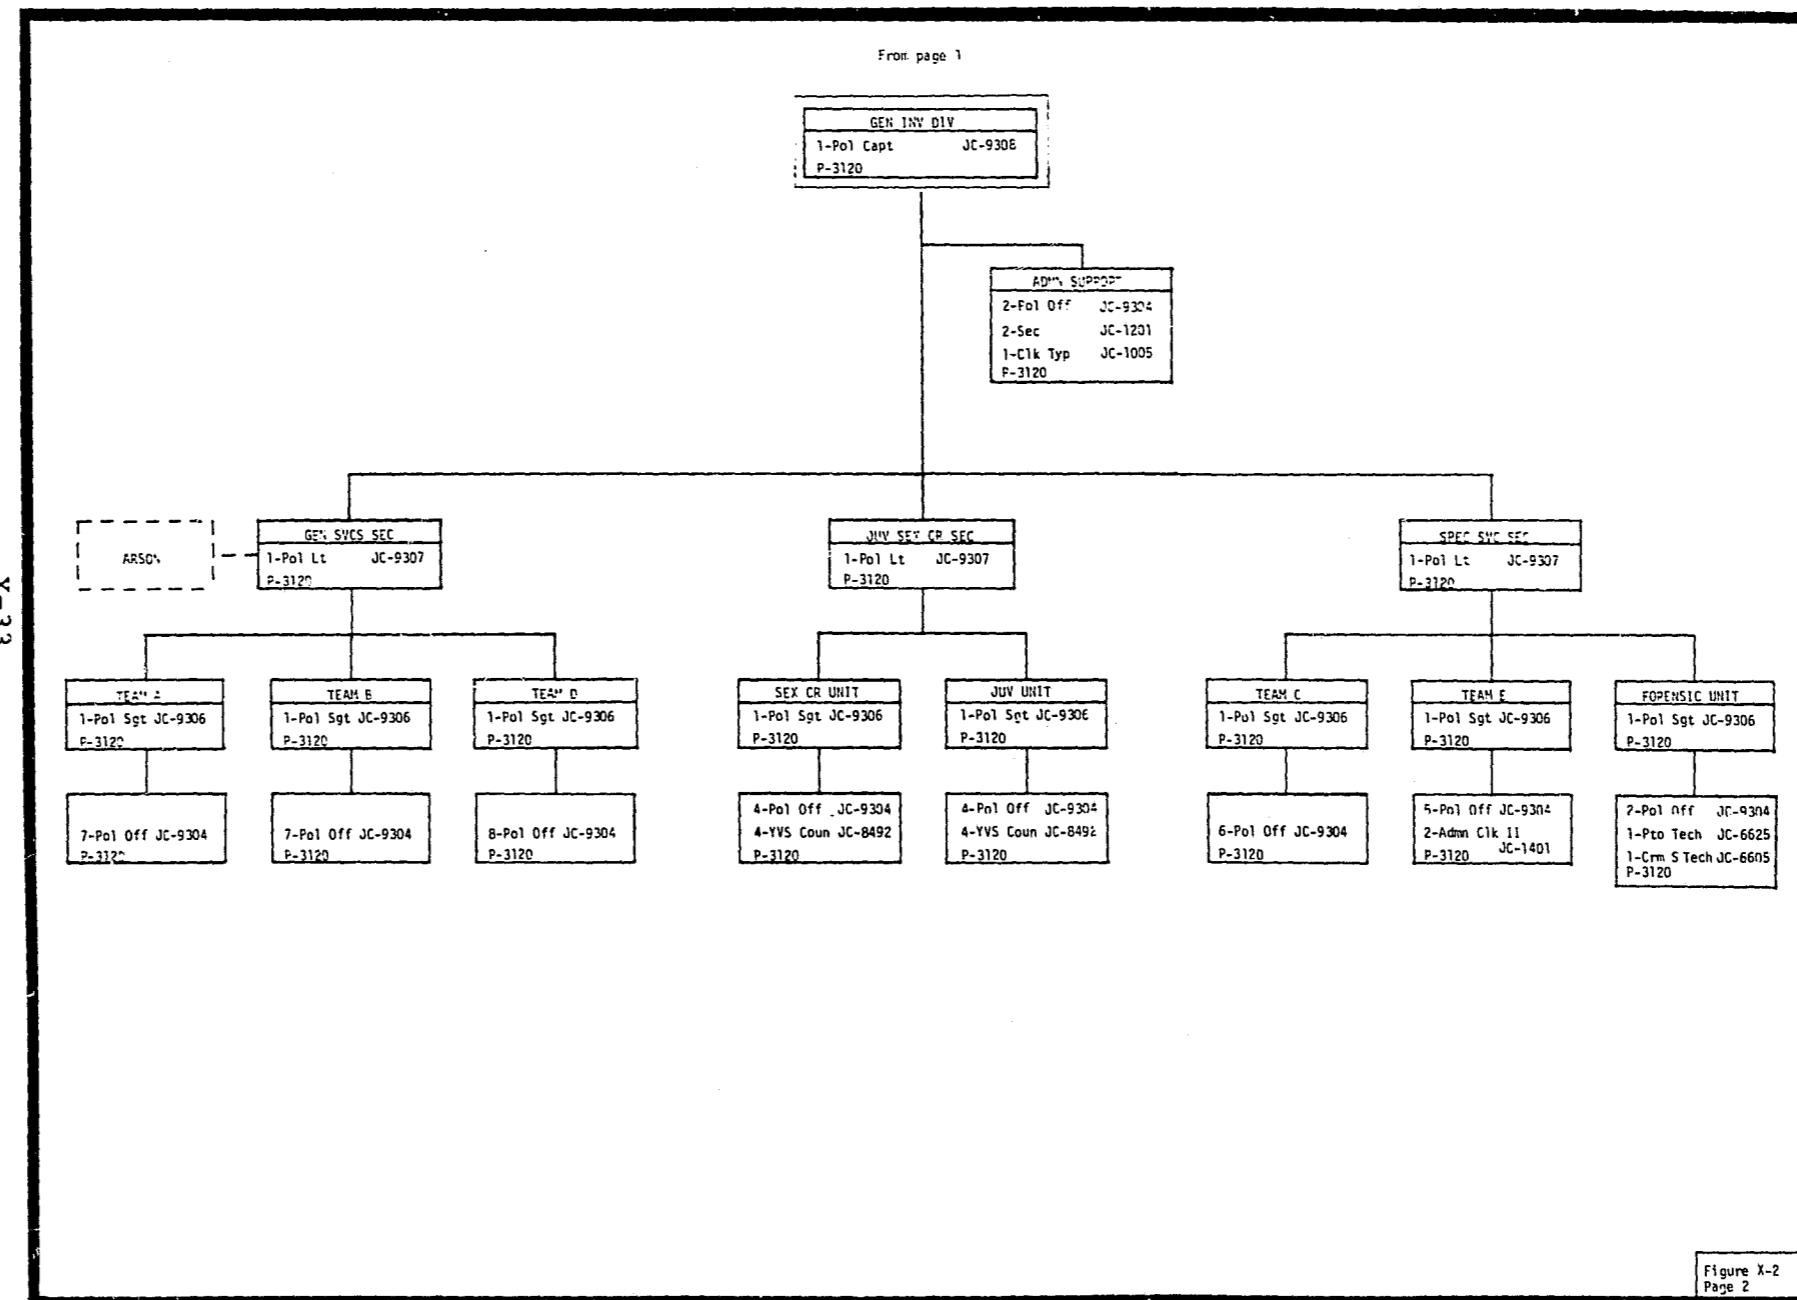 From page 1
GEN INV DIV
1-Pol Capt JC-9308
P-3120
ADMN SUPPORT
2-Pol Off JC-9304
2-Sec JC-1201
1-Clk Typ JC-1005
P-3120
ARSON
GEN SVCS SEC
1-Pol Lt JC-9307
P-3120
JUV SEX CR SEC
1-Pol Lt JC-9307
P-3120
SPEC SVC SEC
1-Pol Lt JC-9307
P-3120
TEAM A
1-Pol Sgt JC-9306
P-3120
TEAM B
1-Pol Sgt JC-9306
P-3120
TEAM D
1-Pol Sgt JC-9306
P-3120
SEX CR UNIT
1-Pol Sgt JC-9306
P-3120
JUV UNIT
1-Pol Sgt JC-9306
P-3120
TEAM C
1-Pol Sgt JC-9306
P-3120
TEAM E
1-Pol Sgt JC-9306
P-3120
FORENSIC UNIT
1-Pol Sgt JC-9306
P-3120
7-Pol Off JC-9304
P-3120
7-Pol Off JC-9304
P-3120
8-Pol Off JC-9304
P-3120
4-Pol Off JC-9304
4-YVS Coun JC-8492
P-3120
4-Pol Off JC-9304
4-YVS Coun JC-8492
P-3120
6-Pol Off JC-9304
P-3120
5-Pol Off JC-9304
2-Admn Clk II
JC-1401
P-3120
2-Pol Off JC-9304
1-Pto Tech JC-6625
1-Crm S Tech JC-6605
P-3120
X-33
Figure X-2
Page 2